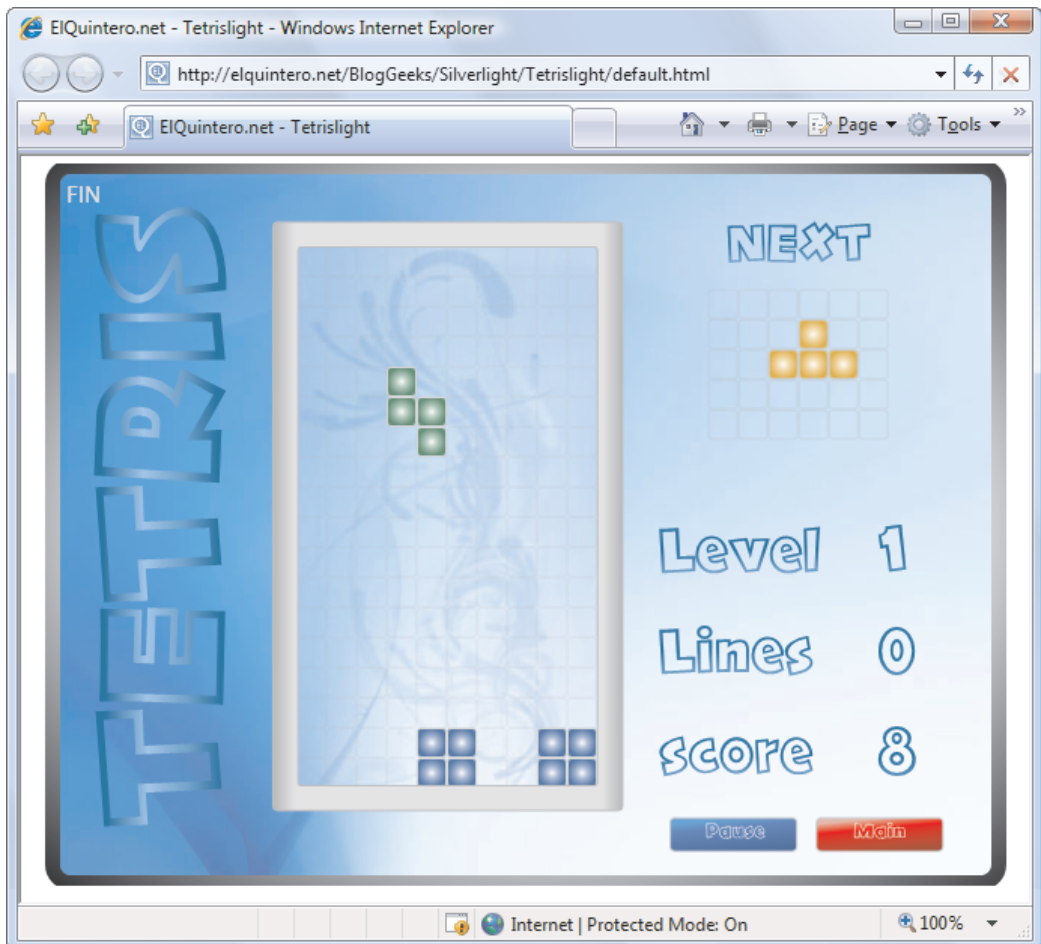 ElQuintero.net - Tetrislight - Windows Internet Explorer
http://elquintero.net/BlogGeeks/Silverlight/Tetrislight/default.html
ElQuintero.net - Tetrislight
Page
Tools
FIN
TETRIS
NEXT
Level 1
Lines 0
score 8
Pause
Main
Internet | Protected Mode: On
100%